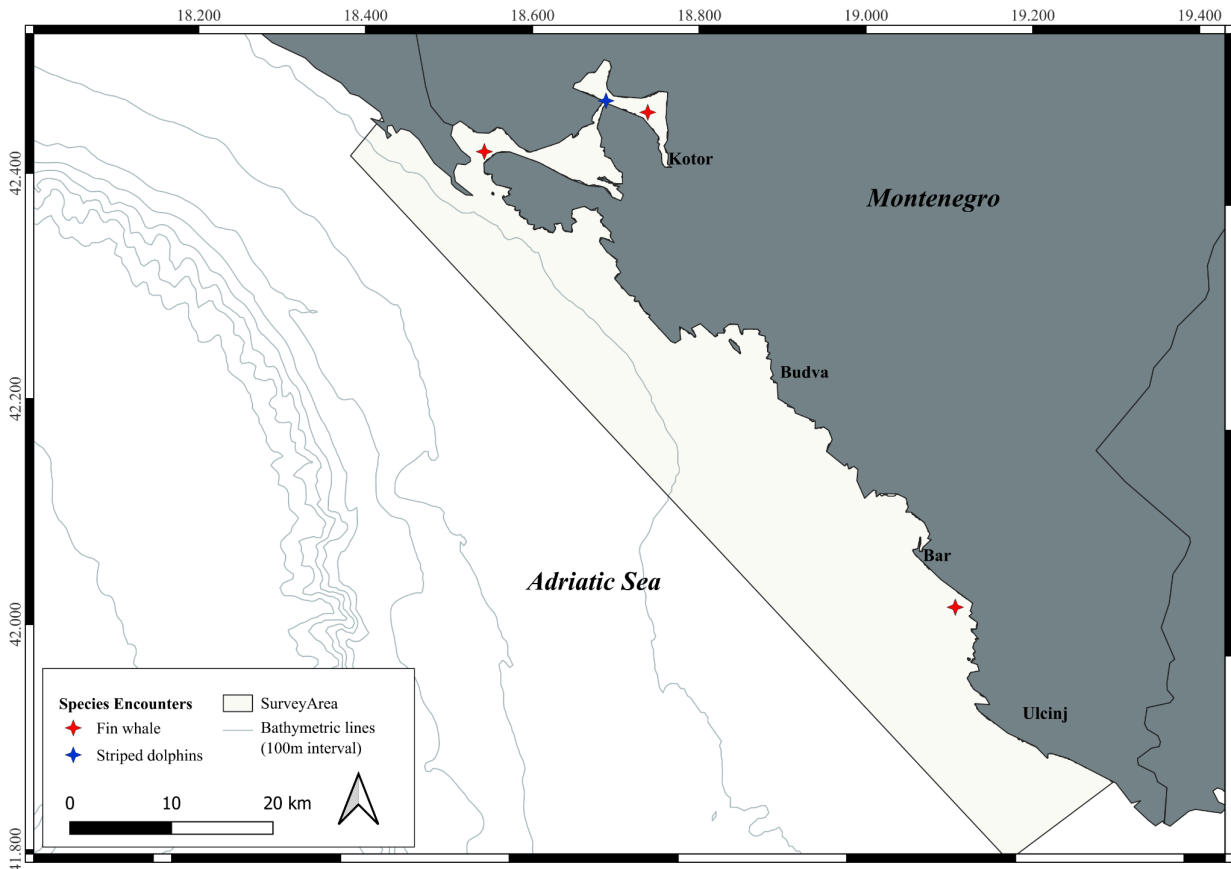 18.200 18.400 18.600 18.800 19.000 19.200 19.400
42.400
42.200
42.000
41.800
Kotor
Montenegro
Budva
Bar
Adriatic Sea
Ulcinj
Species Encounters
Fin whale
Striped dolphins
SurveyArea
Bathymetric lines
(100m interval)
0 10 20 km